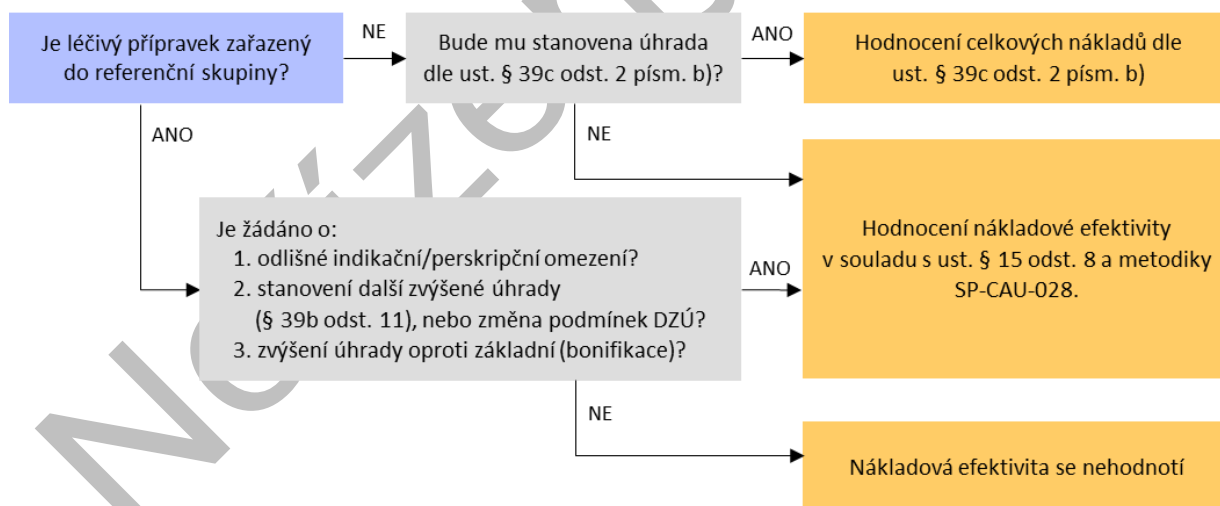 Je léčivý přípravek zařazený
do referenční skupiny?
NE
Bude mu stanovena úhrada
dle ust. § 39c odst. 2 písm. b)?
ANO
Hodnocení celkových nákladů dle
ust. § 39c odst. 2 písm. b)
ANO
NE
Je žádáno o:
1. odlišné indikační/perskripční omezení?
2. stanovení další zvýšené úhrady
(§ 39b odst. 11), nebo změna podmínek DZÚ?
3. zvýšení úhrady oproti základní (bonifikace)?
ANO
Hodnocení nákladové efektivity
v souladu s ust. § 15 odst. 8 a metodiky
SP-CAU-028.
NE
Nákladová efektivita se nehodnotí